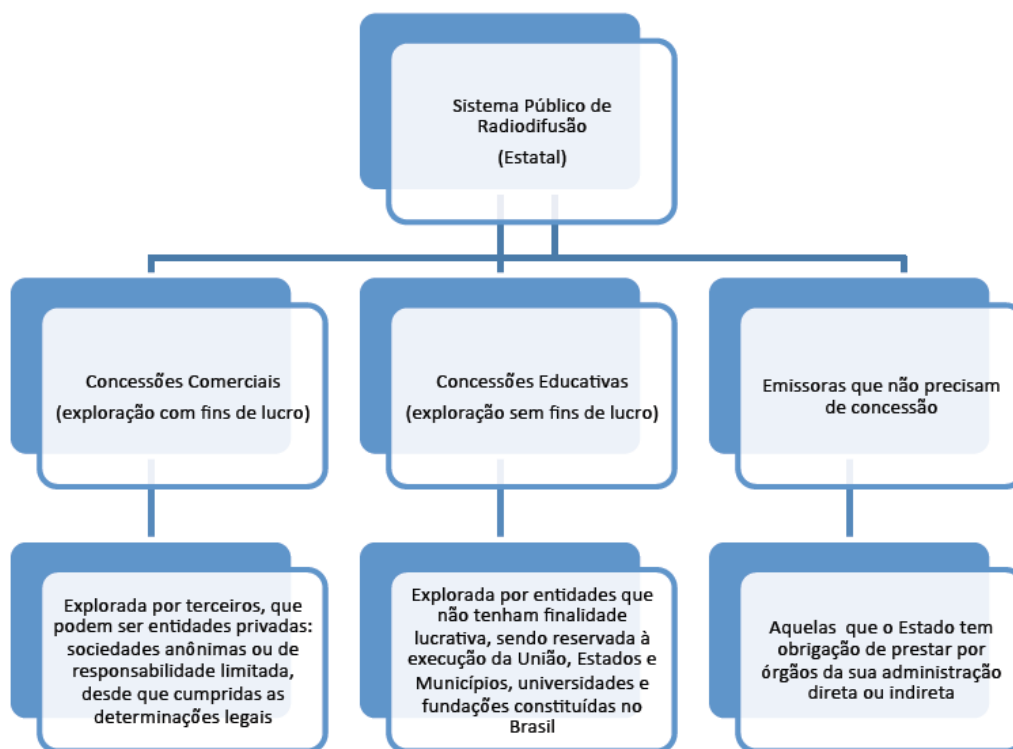 Sistema Público de
Radiodifusão
(Estatal)
Concessões Comerciais
(exploração com fins de lucro)
Concessões Educativas
(exploração sem fins de lucro)
Emissoras que não precisam
de concessão
Explorada por terceiros, que
podem ser entidades privadas:
sociedades anônimas ou de
responsabilidade limitada,
desde que cumpridas as
determinações legais
Explorada por entidades que
não tenham finalidade
lucrativa, sendo reservada à
execução da União, Estados e
Municípios, universidades e
fundações constituídas no
Brasil
Aquelas que o Estado tem
obrigação de prestar por
órgãos da sua administração
direta ou indireta